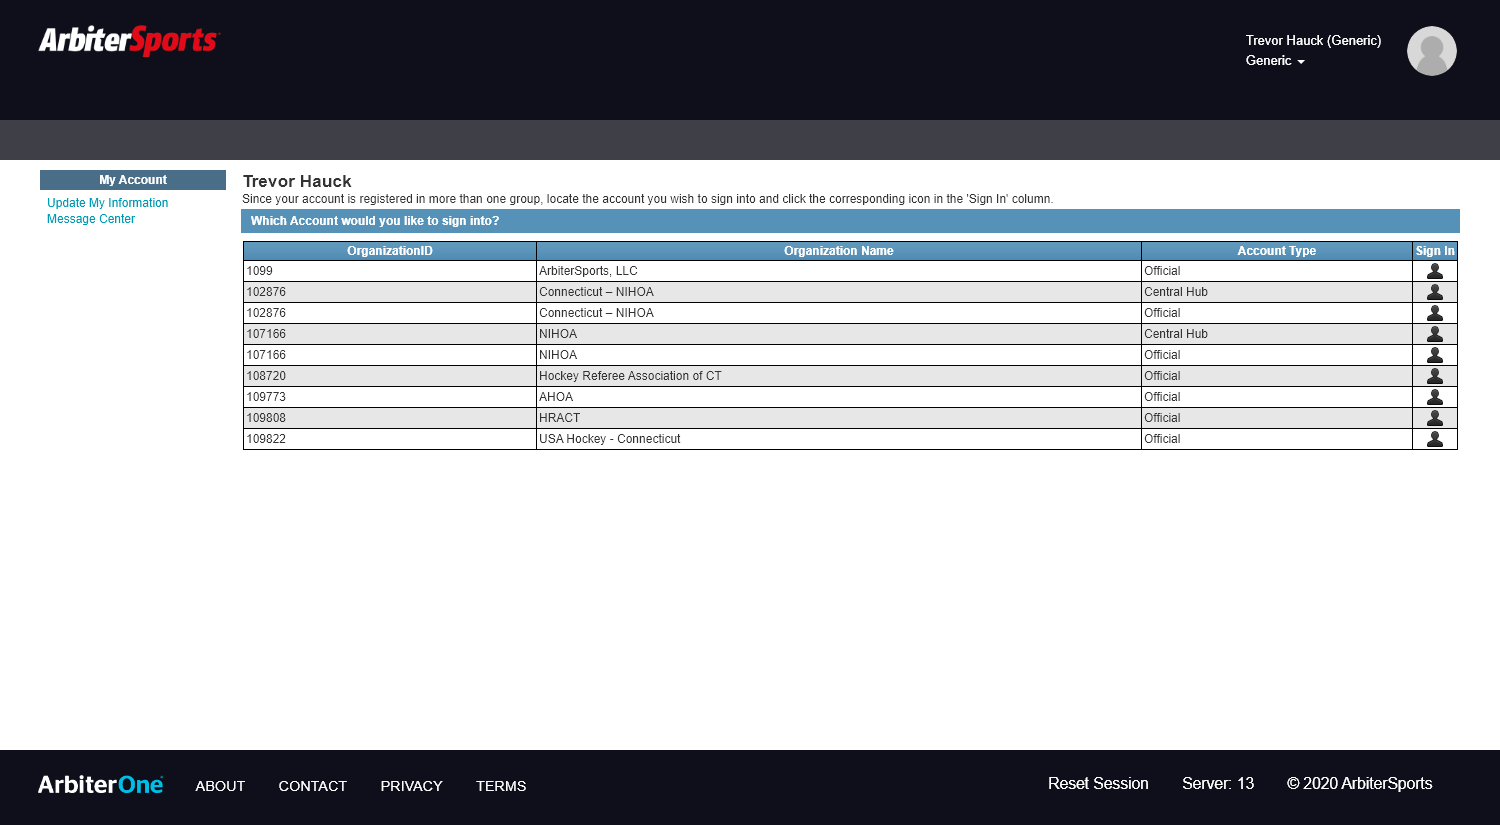 ArbiterSports
Trevor Hauck (Generic)
Generic
My Account
Update My Information
Message Center
Trevor Hauck
Since your account is registered in more than one group, locate the account you wish to sign into and click the corresponding icon in the 'Sign In' column.
Which Account would you like to sign into?
OrganizationID Organization Name Account Type Sign In
1099 ArbiterSports, LLC Official
102876 Connecticut – NIHOA Central Hub
102876 Connecticut – NIHOA Official
107166 NIHOA Central Hub
107166 NIHOA Official
108720 Hockey Referee Association of CT Official
109773 AHOA Official
109808 HRACT Official
109822 USA Hockey - Connecticut Official
ArbiterOne ABOUT CONTACT PRIVACY TERMS Reset Session Server: 13 © 2020 ArbiterSports